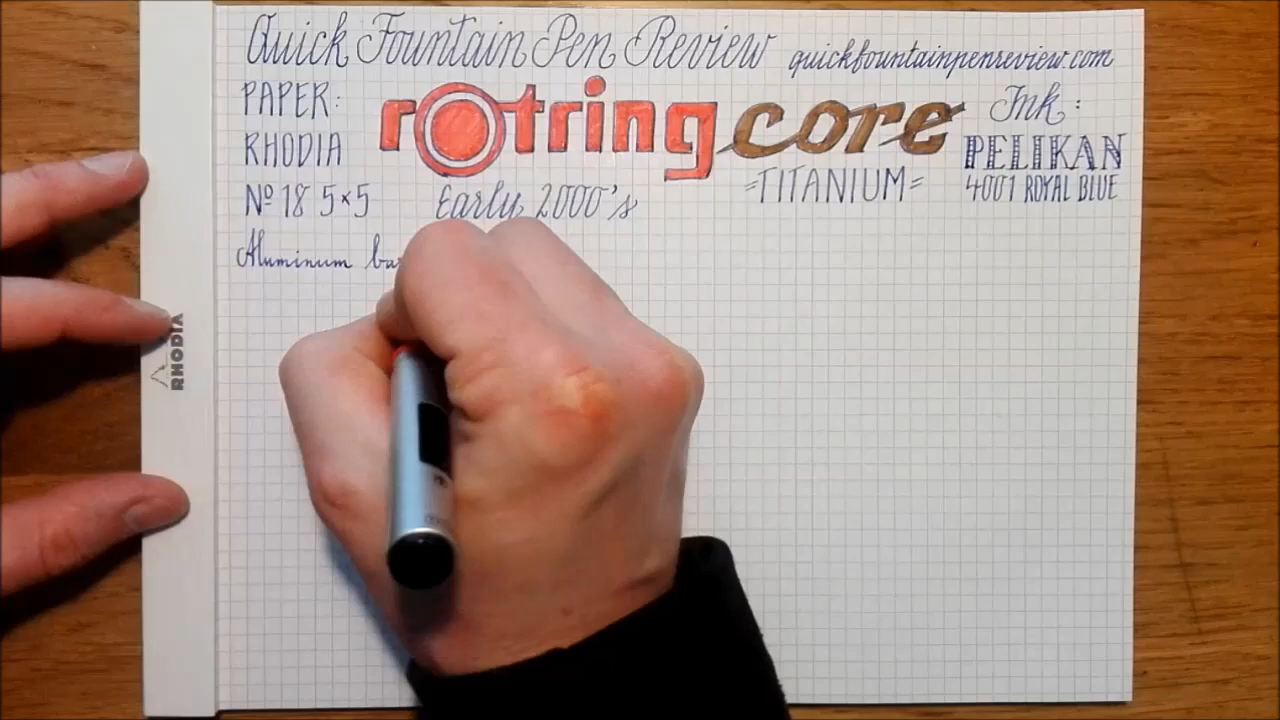 Quick Fountain Pen Review quickfountainpenreview.com
PAPER:
RHODIA
Nº 18 5×5
rotring core
=TITANIUM=
Early 2000's
Ink:
PELIKAN
4001 ROYAL BLUE
Aluminum
RHODIA